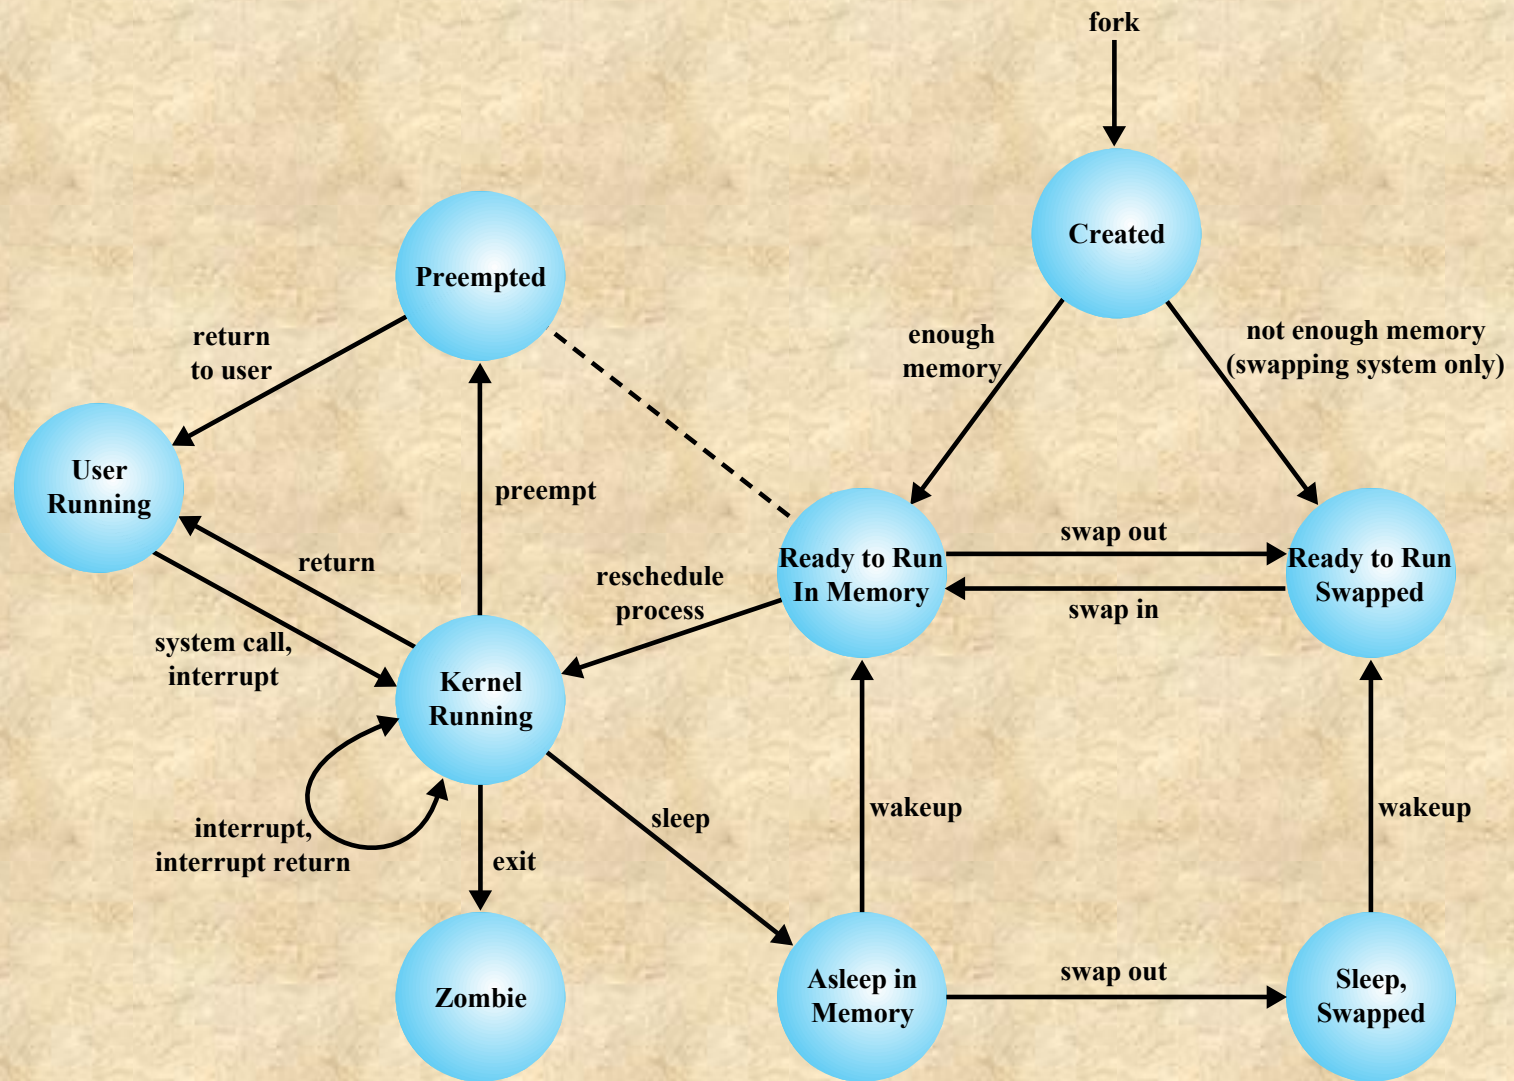 fork
Created
Preempted
return
to user
enough
memory
not enough memory
(swapping system only)
User
Running
preempt
return
swap out
Ready to Run
In Memory
Ready to Run
Swapped
reschedule
process
swap in
system call,
interrupt
Kernel
Running
interrupt,
interrupt return
sleep
wakeup
wakeup
exit
Zombie
Asleep in
Memory
swap out
Sleep,
Swapped